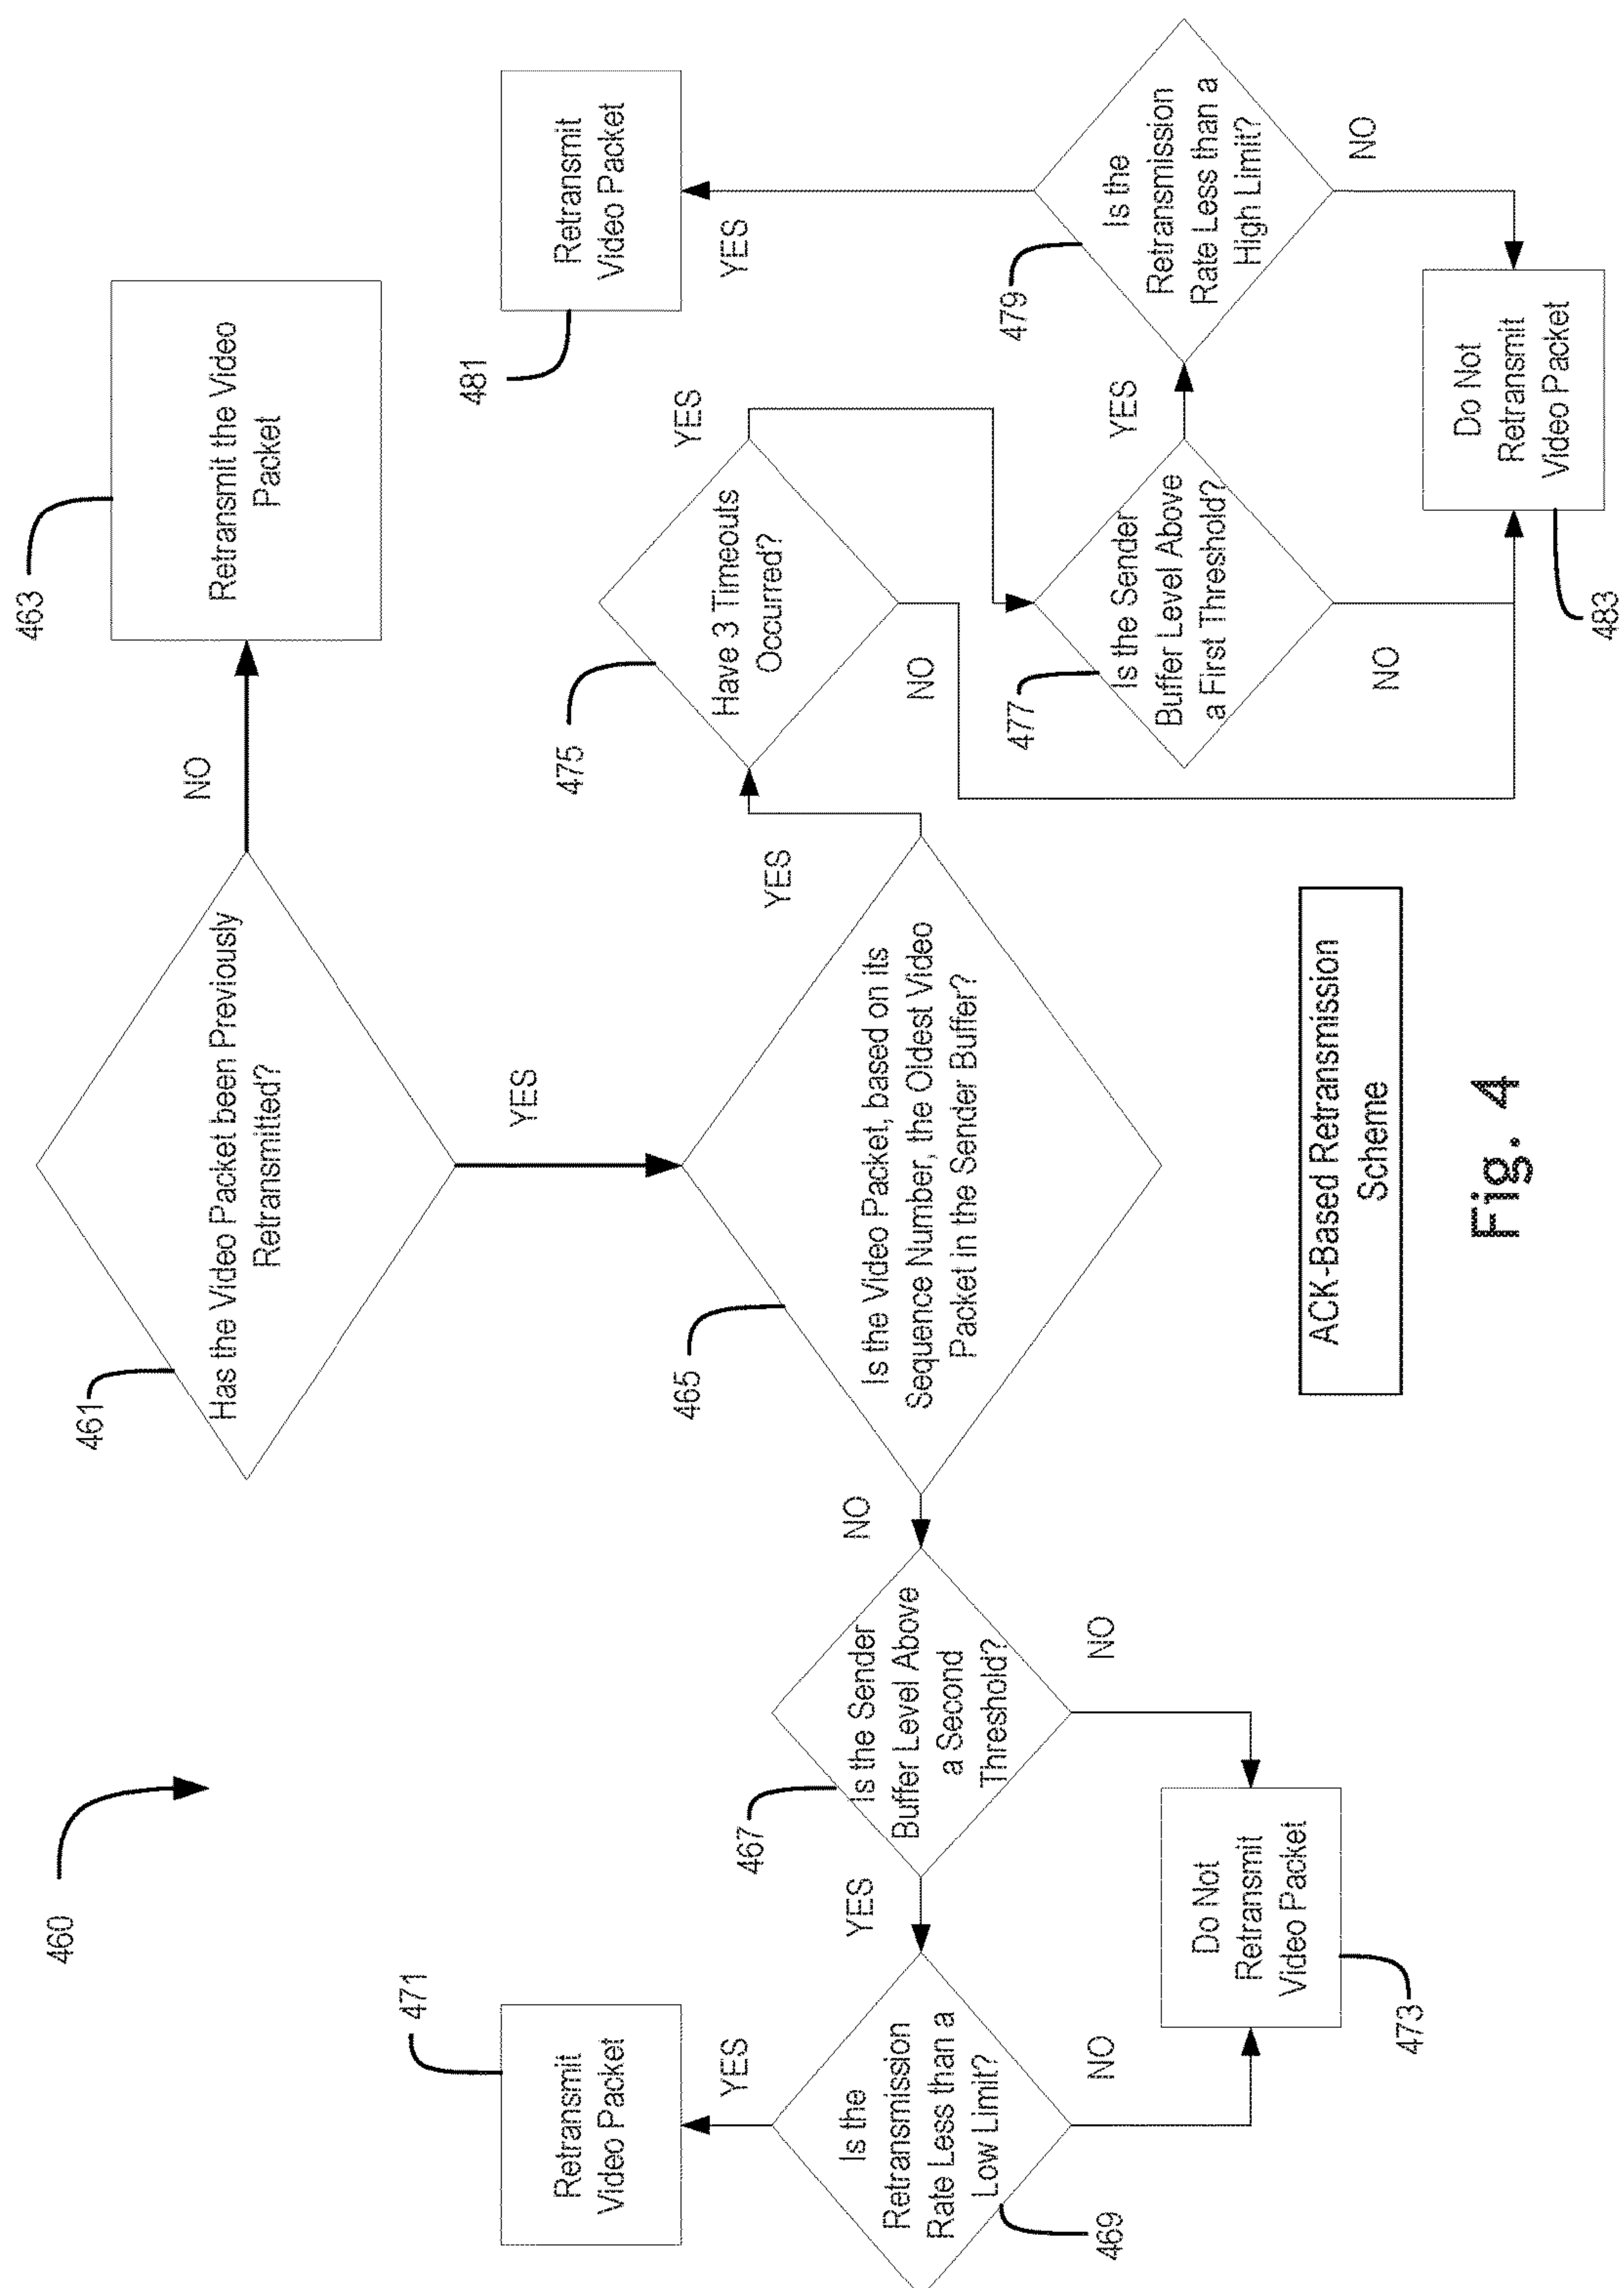 460
461
Has the Video Packet been Previously
Retransmitted?
NO
463
Retransmit the Video
Packet
YES
465
Is the Video Packet, based on its
Sequence Number, the Oldest Video
Packet in the Sender Buffer?
NO
YES
467
Is the Sender
Buffer Level Above
a Second
Threshold?
YES
NO
469
Is the
Retransmission
Rate Less than a
Low Limit?
YES
NO
471
Retransmit
Video Packet
473
Do Not
Retransmit
Video Packet
475
Have 3 Timeouts
Occurred?
YES
NO
477
Is the Sender
Buffer Level Above
a First Threshold?
YES
NO
479
Is the
Retransmission
Rate Less than a
High Limit?
YES
NO
481
Retransmit
Video Packet
483
Do Not
Retransmit
Video Packet
ACK-Based Retransmission
Scheme
Fig. 4